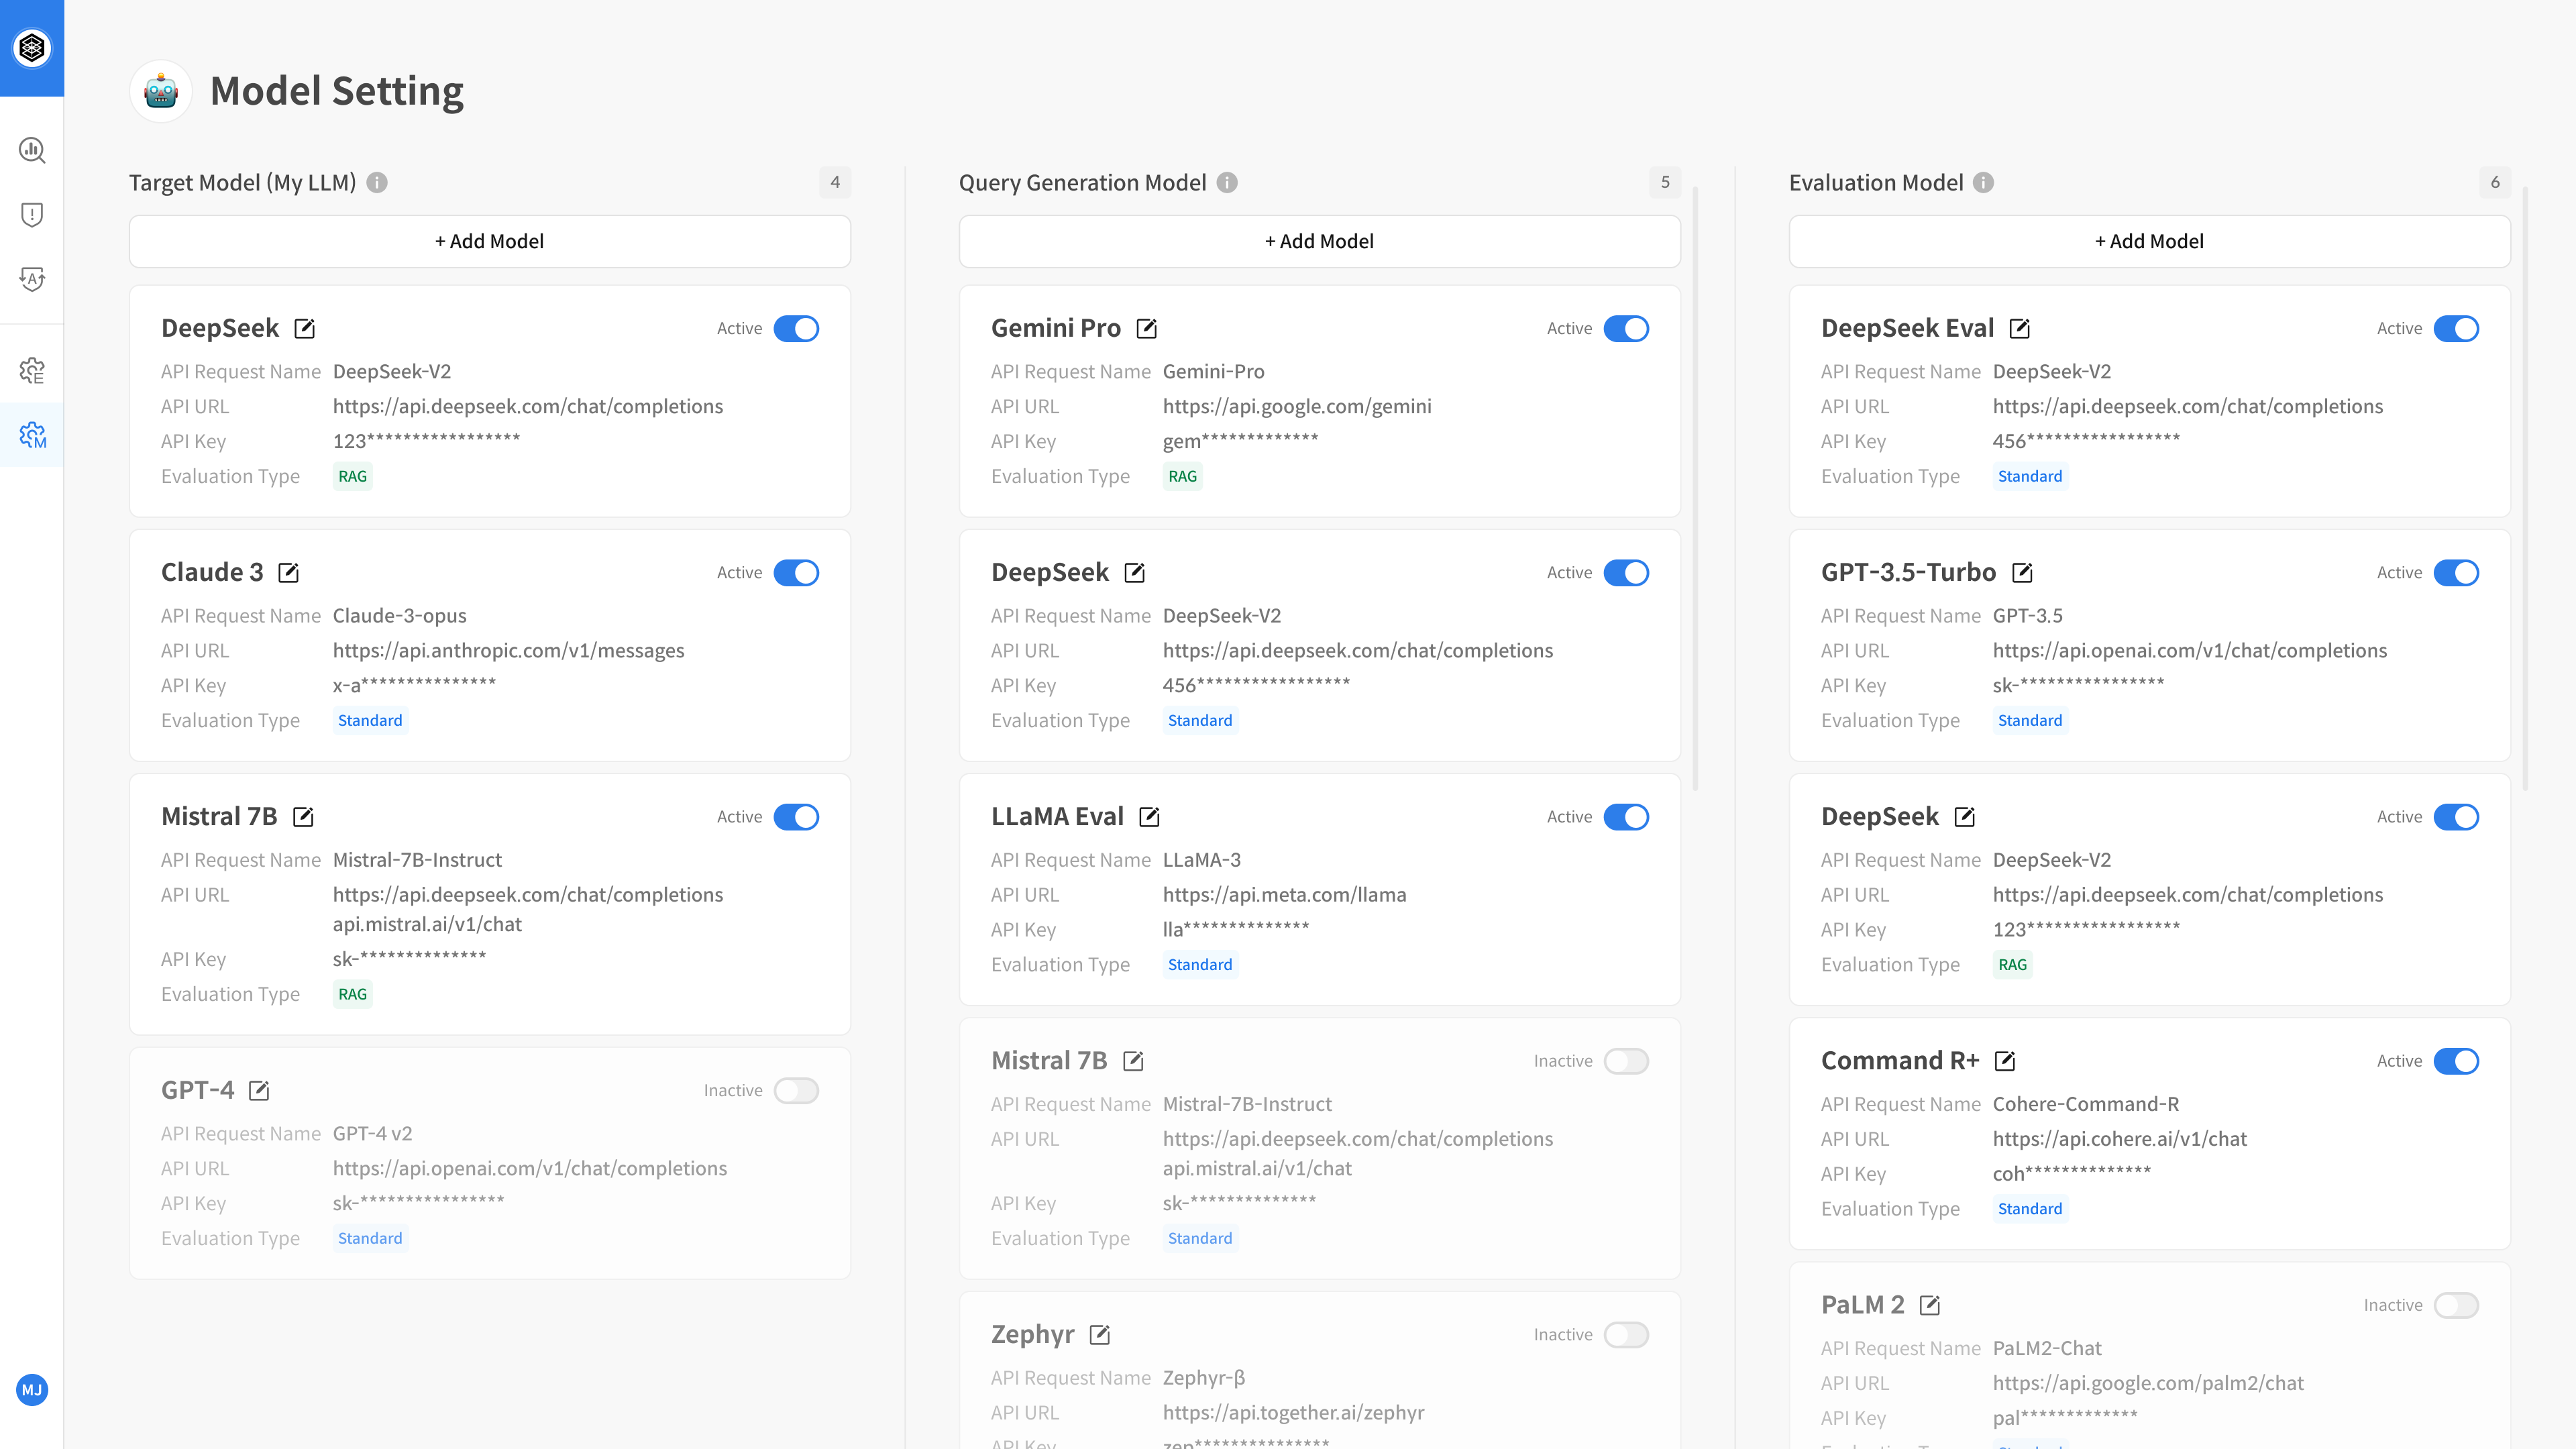 Model Setting
Target Model (My LLM)
4
+ Add Model
DeepSeek
Active
API Request Name DeepSeek-V2
API URL https://api.deepseek.com/chat/completions
API Key 123*****************
Evaluation Type RAG
Claude 3
Active
API Request Name Claude-3-opus
API URL https://api.anthropic.com/v1/messages
API Key x-a***************
Evaluation Type Standard
Mistral 7B
Active
API Request Name Mistral-7B-Instruct
API URL https://api.deepseek.com/chat/completions
api.mistral.ai/v1/chat
API Key sk-**************
Evaluation Type RAG
GPT-4
Inactive
API Request Name GPT-4 v2
API URL https://api.openai.com/v1/chat/completions
API Key sk-****************
Evaluation Type Standard
Query Generation Model
5
+ Add Model
Gemini Pro
Active
API Request Name Gemini-Pro
API URL https://api.google.com/gemini
API Key gem*************
Evaluation Type RAG
DeepSeek
Active
API Request Name DeepSeek-V2
API URL https://api.deepseek.com/chat/completions
API Key 456*****************
Evaluation Type Standard
LLaMA Eval
Active
API Request Name LLaMA-3
API URL https://api.meta.com/llama
API Key lla**************
Evaluation Type Standard
Mistral 7B
Inactive
API Request Name Mistral-7B-Instruct
API URL https://api.deepseek.com/chat/completions
api.mistral.ai/v1/chat
API Key sk-**************
Evaluation Type Standard
Zephyr
Inactive
API Request Name Zephyr-β
API URL https://api.together.ai/zephyr
API Key zep***************
Evaluation Model
6
+ Add Model
DeepSeek Eval
Active
API Request Name DeepSeek-V2
API URL https://api.deepseek.com/chat/completions
API Key 456*****************
Evaluation Type Standard
GPT-3.5-Turbo
Active
API Request Name GPT-3.5
API URL https://api.openai.com/v1/chat/completions
API Key sk-****************
Evaluation Type Standard
DeepSeek
Active
API Request Name DeepSeek-V2
API URL https://api.deepseek.com/chat/completions
API Key 123*****************
Evaluation Type RAG
Command R+
Active
API Request Name Cohere-Command-R
API URL https://api.cohere.ai/v1/chat
API Key coh**************
Evaluation Type Standard
PaLM 2
Inactive
API Request Name PaLM2-Chat
API URL https://api.google.com/palm2/chat
API Key pal*************
A
E
M
MJ